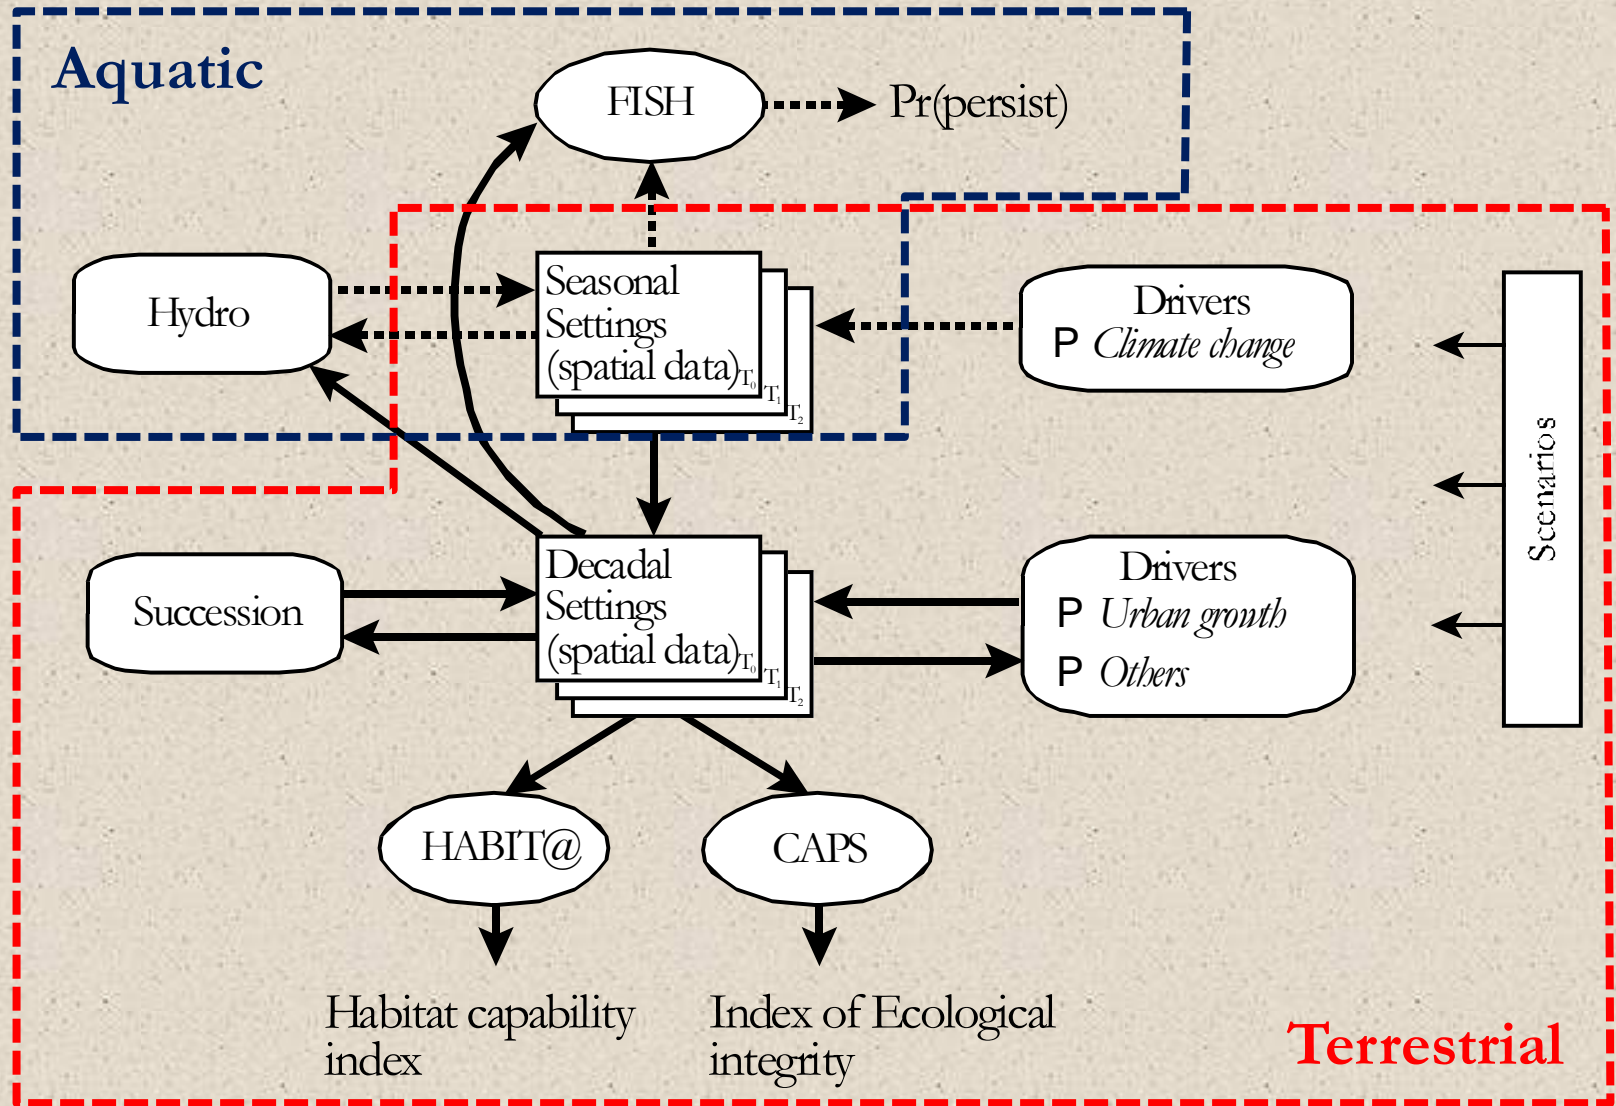 Aquatic
FISH
Pr(persist)
Hydro
Seasonal
Settings
(spatial data)T₀
T₁
T₂
Drivers
P Climate change
Scenarios
Succession
Decadal
Settings
(spatial data)T₀
T₁
T₂
Drivers
P Urban growth
P Others
HABIT@
CAPS
Habitat capability
index
Index of Ecological
integrity
Terrestrial